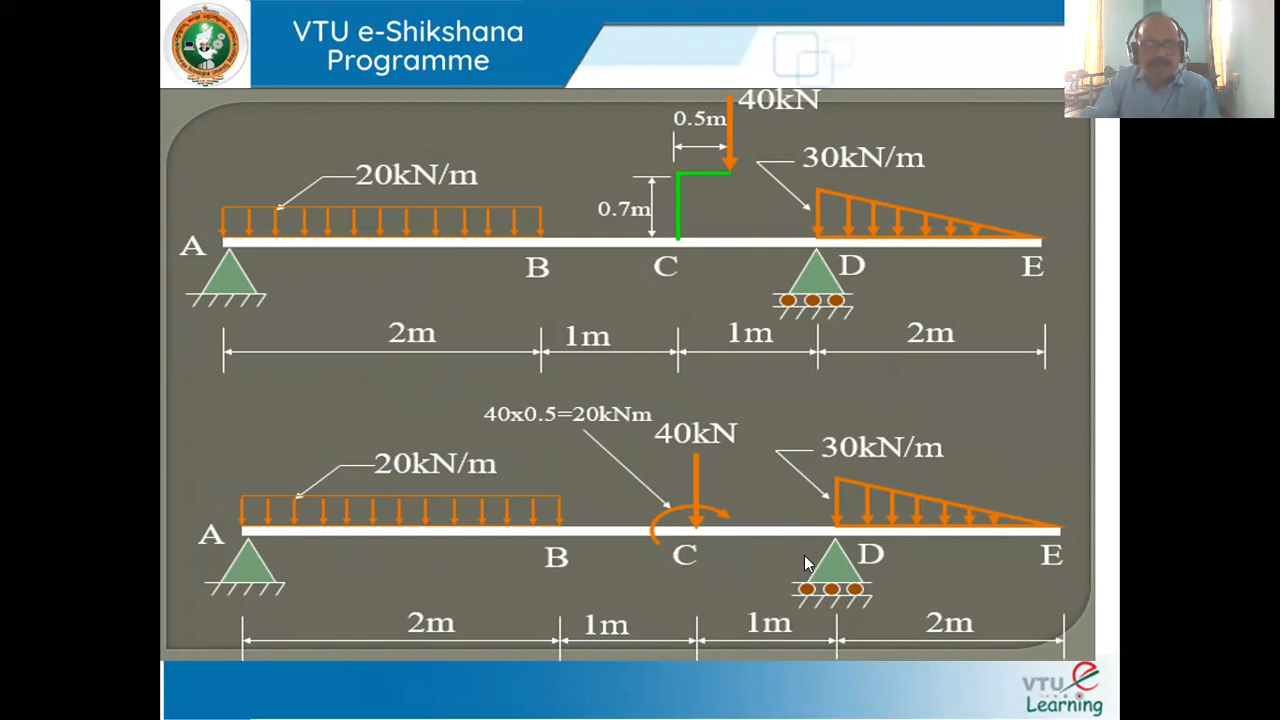 VTU e-Shikshana
Programme
40kN
0.5m
30kN/m
20kN/m
0.7m
A
B
C
D
E
2m
1m
1m
2m
40x0.5=20kNm
40kN
30kN/m
20kN/m
A
B
C
D
E
2m
1m
1m
2m
VTU e
Learning